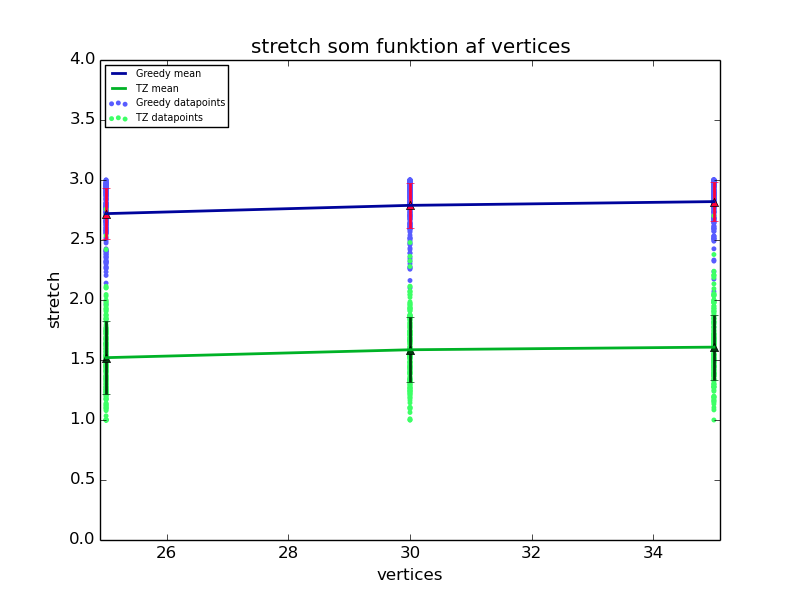 stretch som funktion af vertices
Greedy mean
TZ mean
Greedy datapoints
TZ datapoints
4.0
3.5
3.0
2.5
2.0
1.5
1.0
0.5
0.0
stretch
26 28 30 32 34
vertices